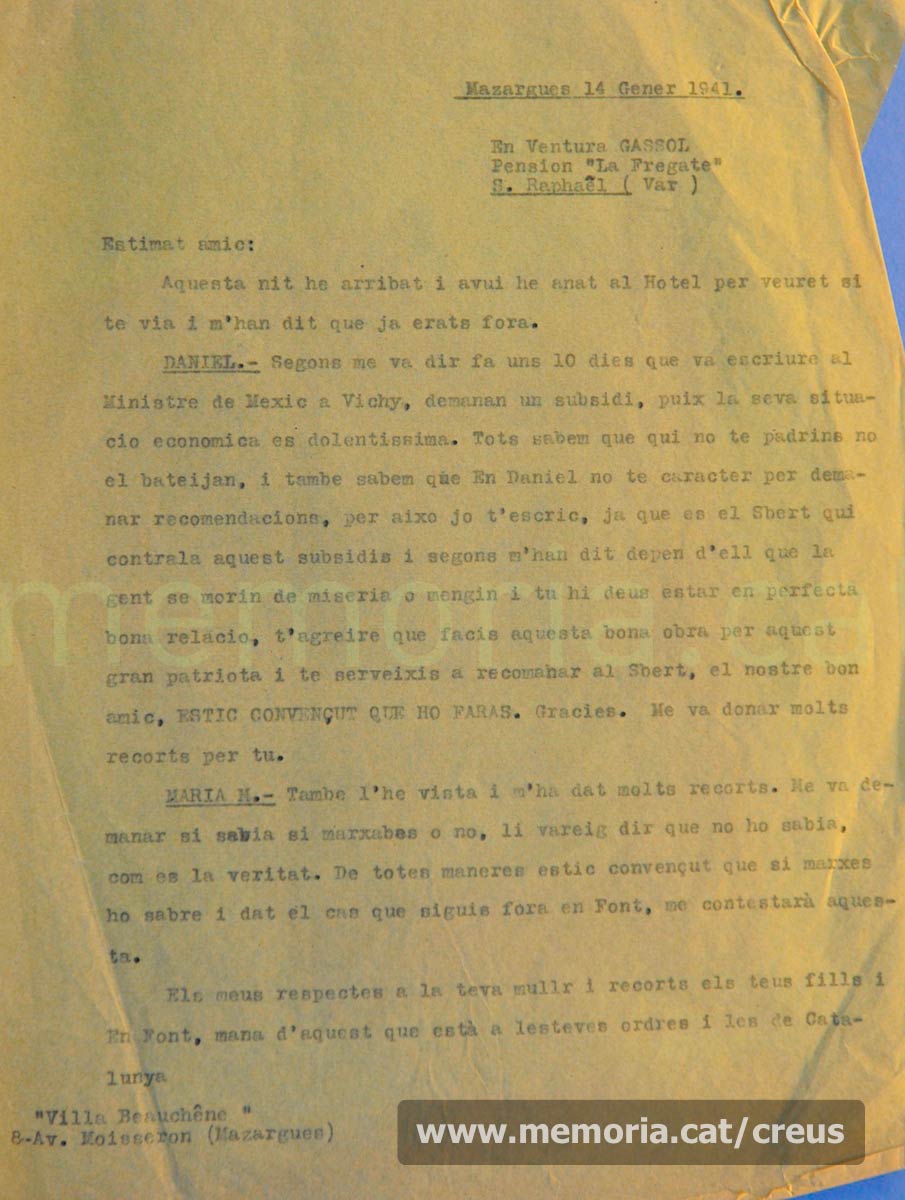 Mazargues 14 Gener 1941.
En Ventura GASSOL
Pension "La Fregate"
S. Raphaël ( Var )
Estimat amic:
Aquesta nit he arribat i avui he anat al Hotel per veuret si
te via i m'han dit que ja erats fora.
DANIEL.- Segons me va dir fa uns 10 dies que va escriure al
Ministre de Mexic a Vichy, demanan un subsidi, puix la seva situa-
cio economica es dolentissima. Tots sabem que qui no te padrins no
el bateijan, i tambe sabem que En Daniel no te caracter per dema-
nar recomendacions, per aixo jo t'escric, ja que es el Sbert qui
contrala aquest subsidis i segons m'han dit depen d'ell que la
gent se morin de miseria o mengin i tu hi deus estar en perfecta
bona relacio, t'agreire que facis aquesta bona obra per aquest
gran patriota i te serveixis a recomanar al Sbert, el nostre bon
amic, ESTIC CONVENÇUT QUE HO FARAS. Gracies. Me va donar molts
recorts per tu.
MARIA M.- Tambe l'he vista i m'ha dat molts recorts. Me va de-
manar si sabia si marxabes o no, li vareig dir que no ho sabia,
com es la veritat. De totes maneres estic convençut que si marxes
ho sabre i dat el cas que siguis fora en Font, me contestarà aques-
ta.
Els meus respectes a la teva mullr i recorts els teus fills i
En Font, mana d'aquest que està a lesteves ordres i les de Cata-
lunya
"Villa Beauchêne "
8-Av. Moisseron (Mazargues)
www.memoria.cat/creus
memoria.cat